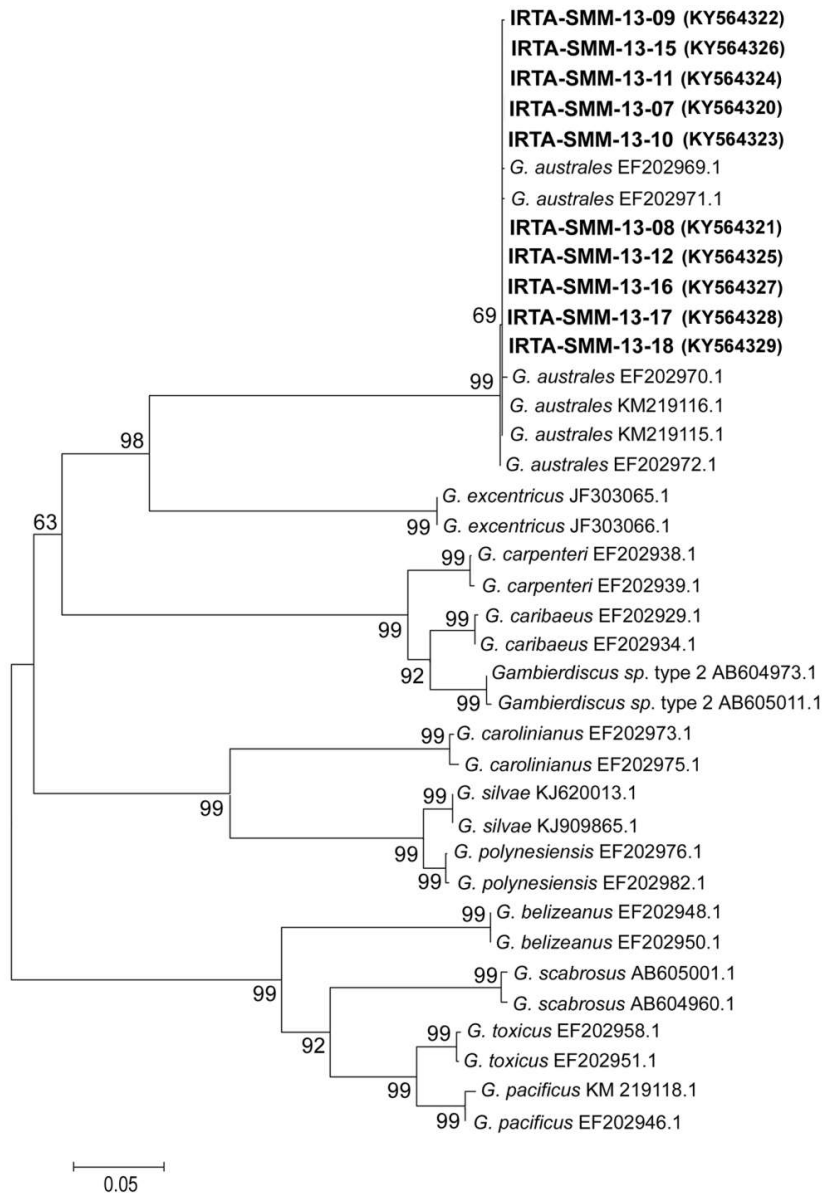 IRTA-SMM-13-09 (KY564322)
IRTA-SMM-13-15 (KY564326)
IRTA-SMM-13-11 (KY564324)
IRTA-SMM-13-07 (KY564320)
IRTA-SMM-13-10 (KY564323)
G. australes EF202969.1
G. australes EF202971.1
IRTA-SMM-13-08 (KY564321)
IRTA-SMM-13-12 (KY564325)
IRTA-SMM-13-16 (KY564327)
69 IRTA-SMM-13-17 (KY564328)
IRTA-SMM-13-18 (KY564329)
99 G. australes EF202970.1
G. australes KM219116.1
98 G. australes KM219115.1
G. australes EF202972.1
G. excentricus JF303065.1
63 99 G. excentricus JF303066.1
99 G. carpenteri EF202938.1
G. carpenteri EF202939.1
99 99 G. caribaeus EF202929.1
G. caribaeus EF202934.1
92 Gambierdiscus sp. type 2 AB604973.1
99 Gambierdiscus sp. type 2 AB605011.1
99 G. carolinianus EF202973.1
G. carolinianus EF202975.1
99 99 G. silvae KJ620013.1
G. silvae KJ909865.1
99 G. polynesiensis EF202976.1
99 G. polynesiensis EF202982.1
99 G. belizeanus EF202948.1
G. belizeanus EF202950.1
99 99 G. scabrosus AB605001.1
G. scabrosus AB604960.1
92 99 G. toxicus EF202958.1
G. toxicus EF202951.1
99 G. pacificus KM 219118.1
99 G. pacificus EF202946.1
0.05